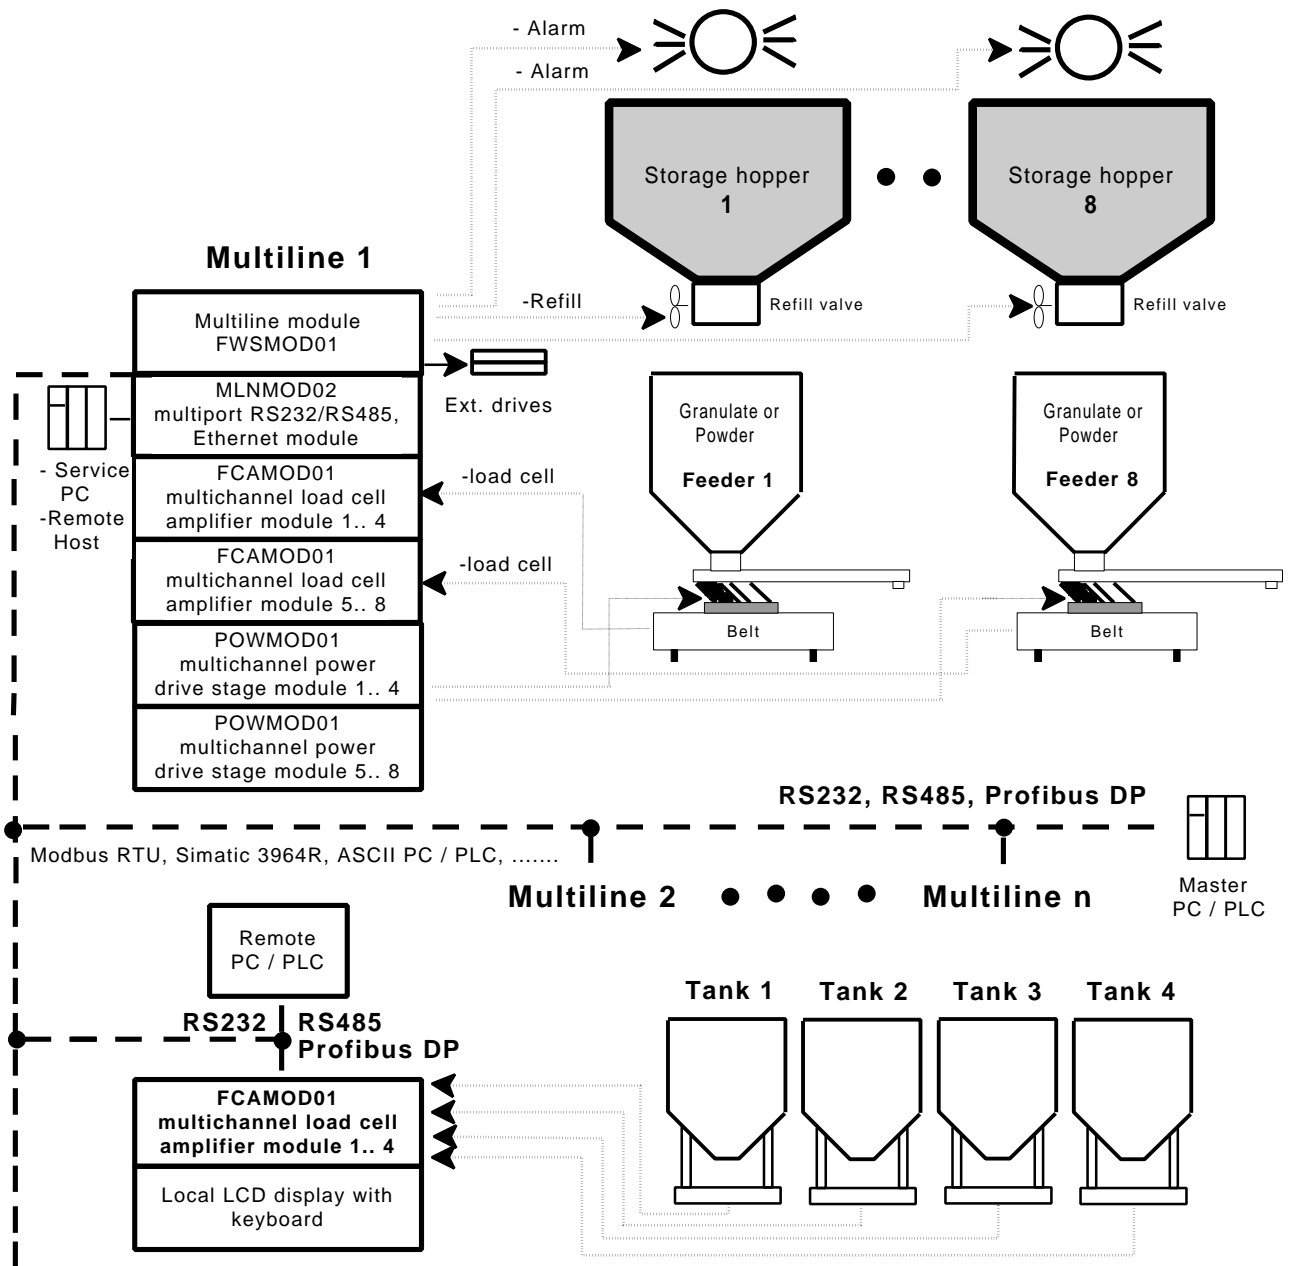 - Alarm
- Alarm
Storage hopper
1
Storage hopper
8
Multiline 1
-Refill
Refill valve
Refill valve
Multiline module
FWSMOD01
MLNMOD02
multiport RS232/RS485,
Ethernet module
Ext. drives
- Service
PC
-Remote
Host
FCAMOD01
multichannel load cell
amplifier module 1.. 4
-load cell
FCAMOD01
multichannel load cell
amplifier module 5.. 8
-load cell
POWMOD01
multichannel power
drive stage module 1.. 4
POWMOD01
multichannel power
drive stage module 5.. 8
Granulate or
Powder
Feeder 1
Belt
Granulate or
Powder
Feeder 8
Belt
RS232, RS485, Profibus DP
Modbus RTU, Simatic 3964R, ASCII PC / PLC, .......
Multiline 2
Multiline n
Master
PC / PLC
Remote
PC / PLC
RS232
RS485
Profibus DP
Tank 1
Tank 2
Tank 3
Tank 4
FCAMOD01
multichannel load cell
amplifier module 1.. 4
Local LCD display with
keyboard